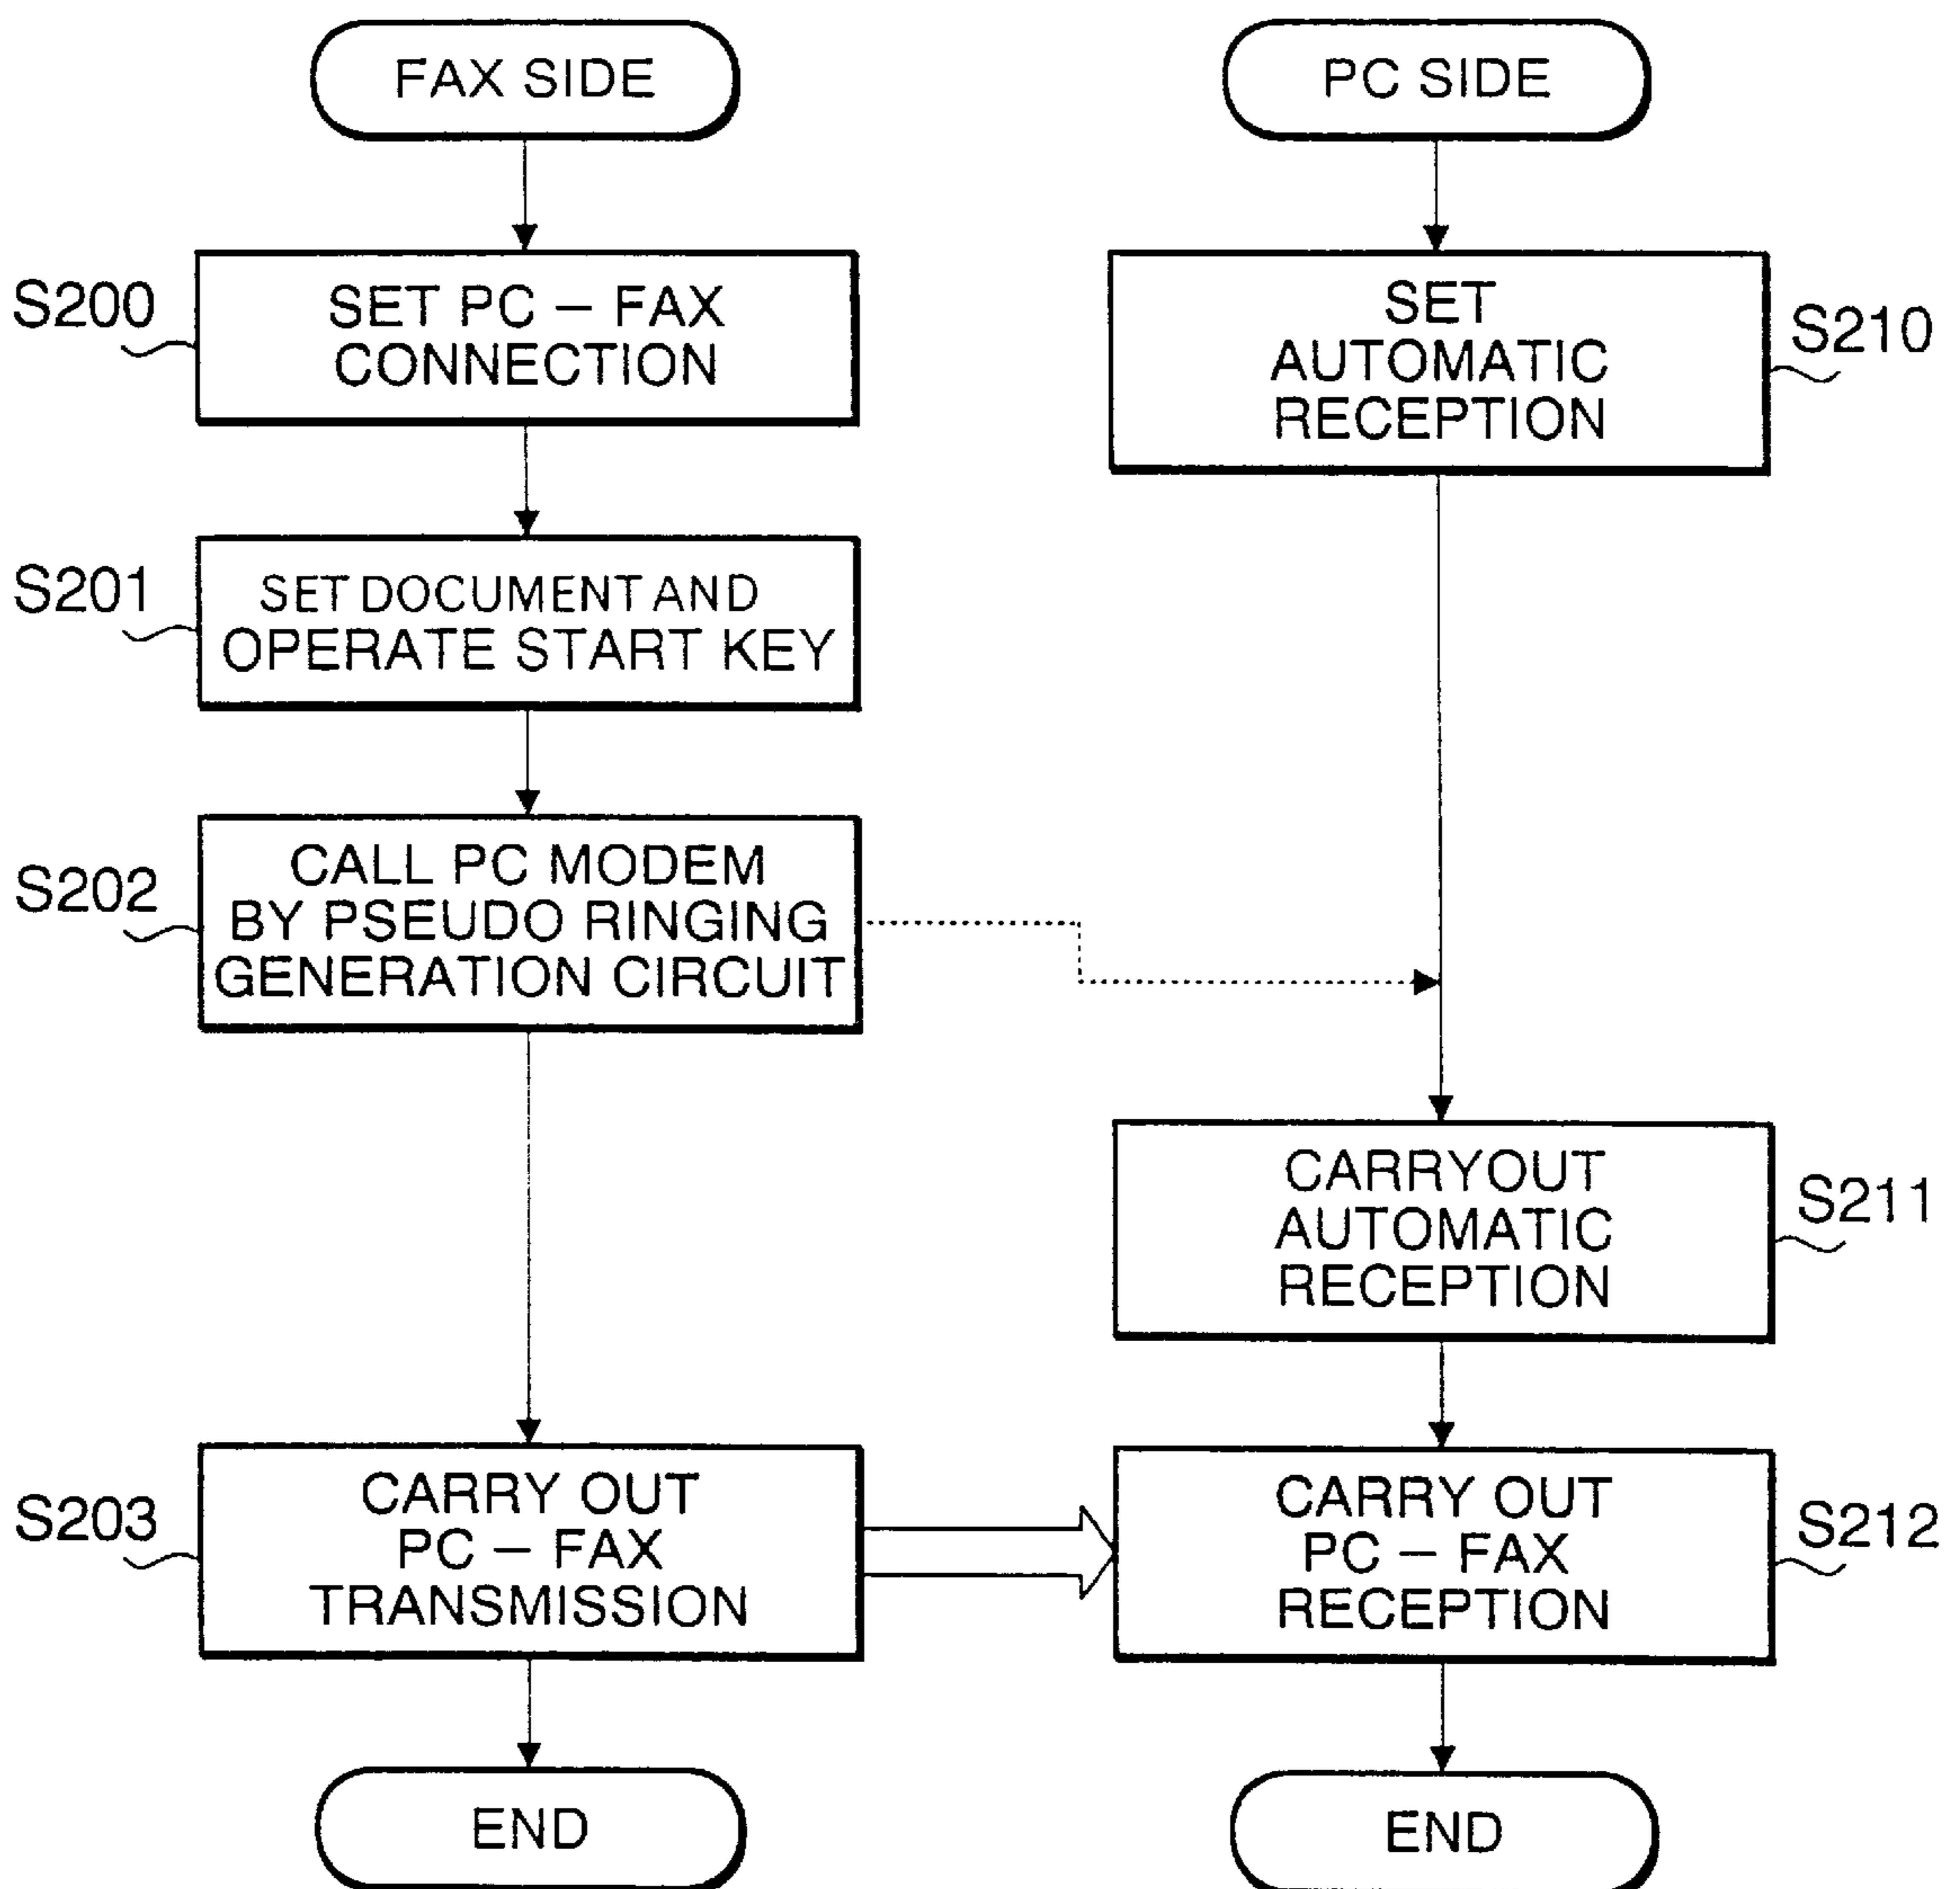 FAX SIDE
S200
SET PC – FAX
CONNECTION
S201
SET DOCUMENT AND
OPERATE START KEY
S202
CALL PC MODEM
BY PSEUDO RINGING
GENERATION CIRCUIT
S203
CARRY OUT
PC – FAX
TRANSMISSION
END
PC SIDE
SET
AUTOMATIC
RECEPTION
S210
CARRYOUT
AUTOMATIC
RECEPTION
S211
CARRY OUT
PC – FAX
RECEPTION
S212
END